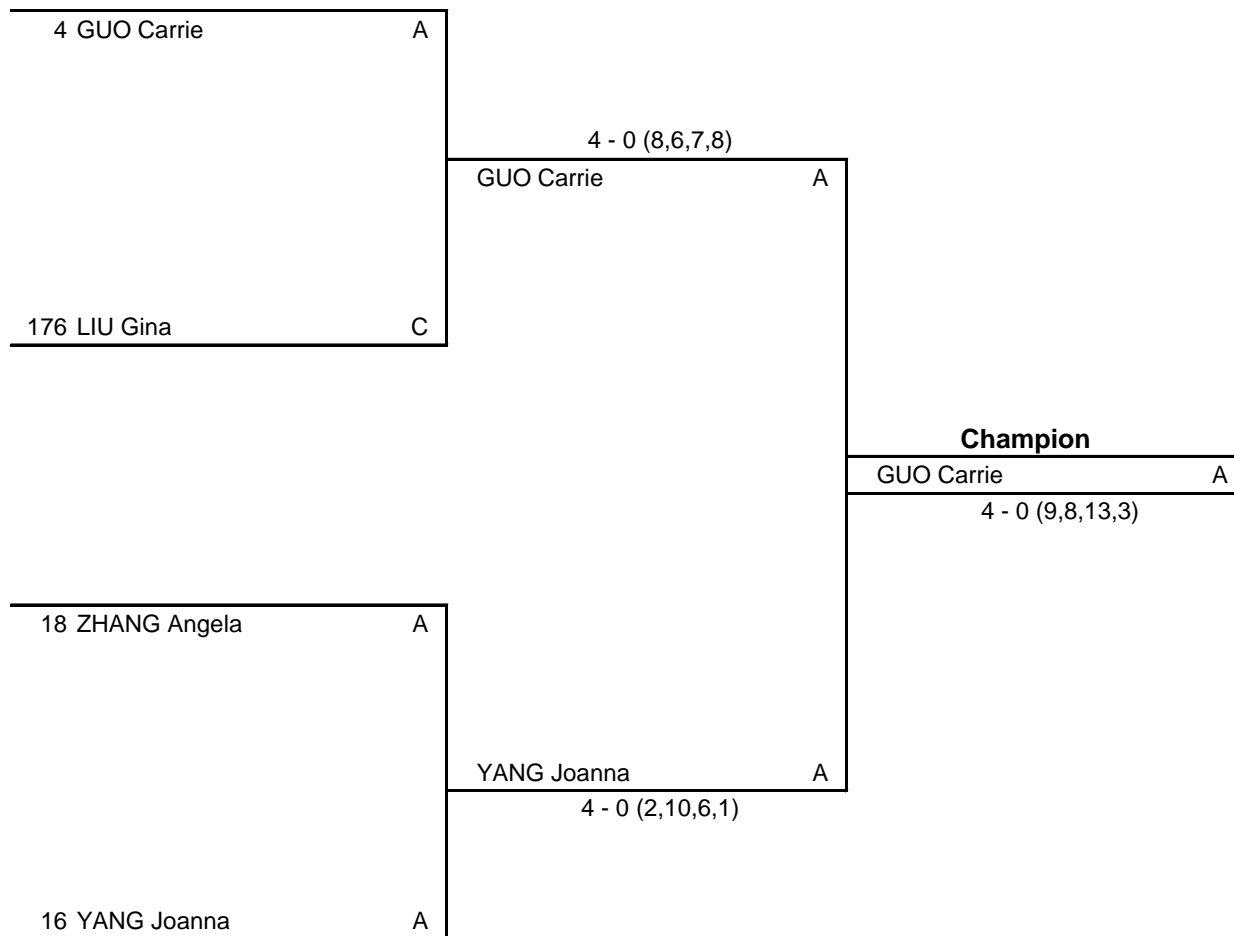 4 GUO Carrie A
4 - 0 (8,6,7,8)
GUO Carrie A
176 LIU Gina C
Champion
GUO Carrie A
4 - 0 (9,8,13,3)
18 ZHANG Angela A
YANG Joanna A
4 - 0 (2,10,6,1)
16 YANG Joanna A